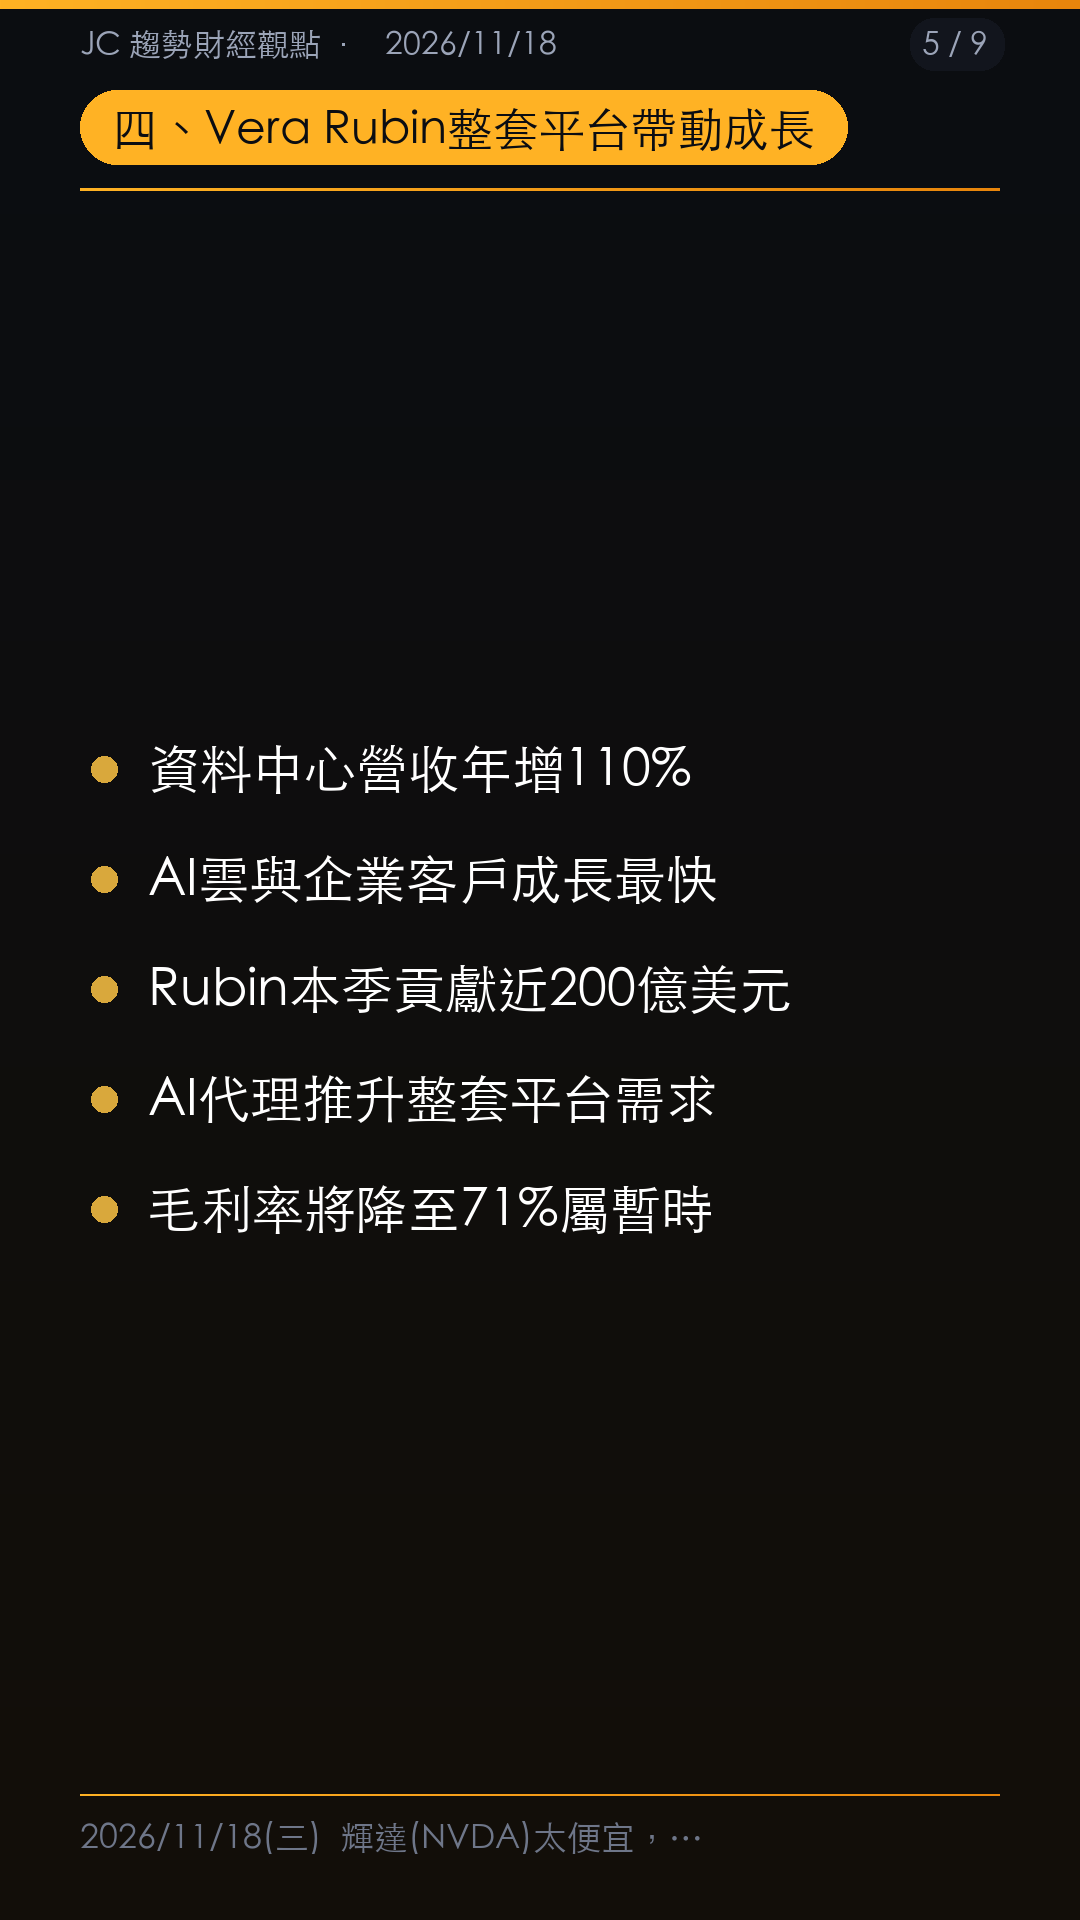 JC 趨勢財經觀點 · 2026/11/18
5 / 9
四、Vera Rubin整套平台帶動成長
資料中心營收年增110%
AI雲與企業客戶成長最快
Rubin本季貢獻近200億美元
AI代理推升整套平台需求
毛利率將降至71%屬暫時
2026/11/18(三) 輝達(NVDA)太便宜，…